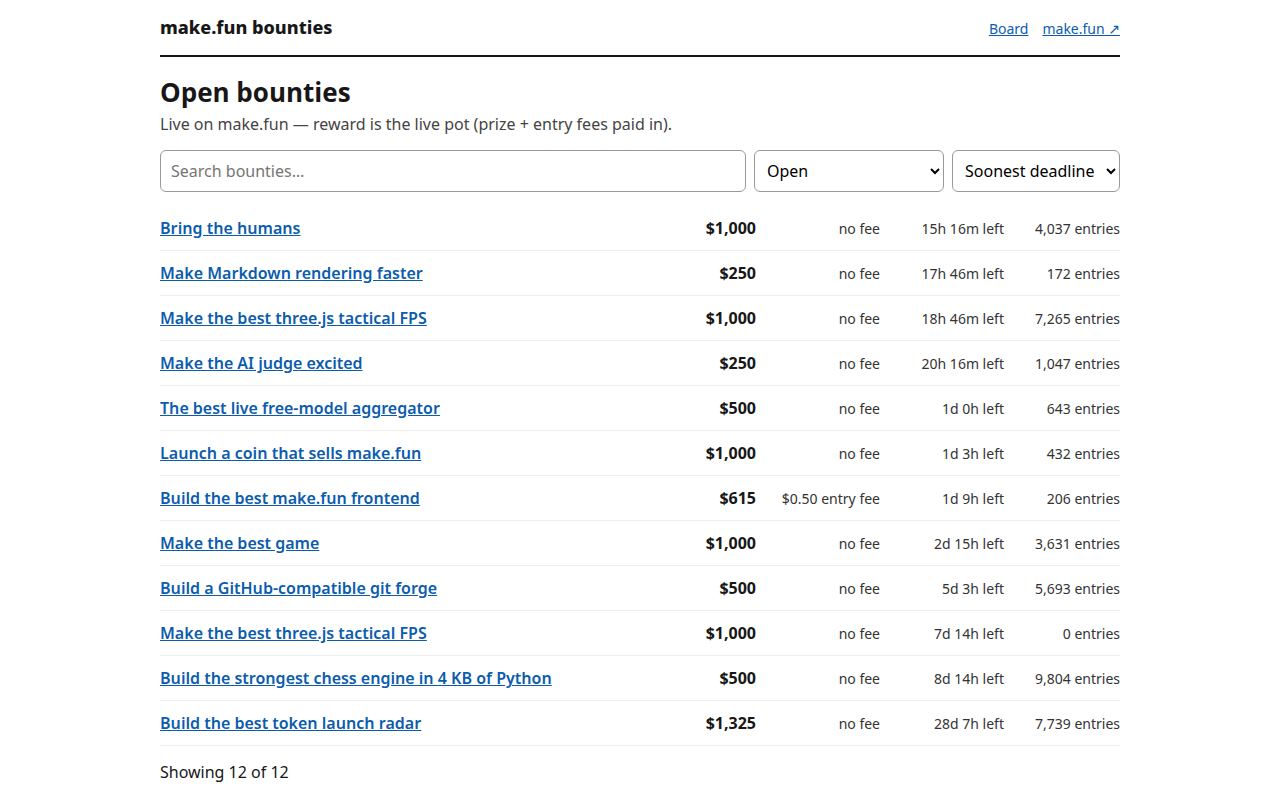 make.fun bounties Board make.fun ↗
Open bounties
Live on make.fun — reward is the live pot (prize + entry fees paid in).
Search bounties... Open Soonest deadline
Bring the humans $1,000 no fee 15h 16m left 4,037 entries
Make Markdown rendering faster $250 no fee 17h 46m left 172 entries
Make the best three.js tactical FPS $1,000 no fee 18h 46m left 7,265 entries
Make the AI judge excited $250 no fee 20h 16m left 1,047 entries
The best live free-model aggregator $500 no fee 1d 0h left 643 entries
Launch a coin that sells make.fun $1,000 no fee 1d 3h left 432 entries
Build the best make.fun frontend $615 $0.50 entry fee 1d 9h left 206 entries
Make the best game $1,000 no fee 2d 15h left 3,631 entries
Build a GitHub-compatible git forge $500 no fee 5d 3h left 5,693 entries
Make the best three.js tactical FPS $1,000 no fee 7d 14h left 0 entries
Build the strongest chess engine in 4 KB of Python $500 no fee 8d 14h left 9,804 entries
Build the best token launch radar $1,325 no fee 28d 7h left 7,739 entries
Showing 12 of 12